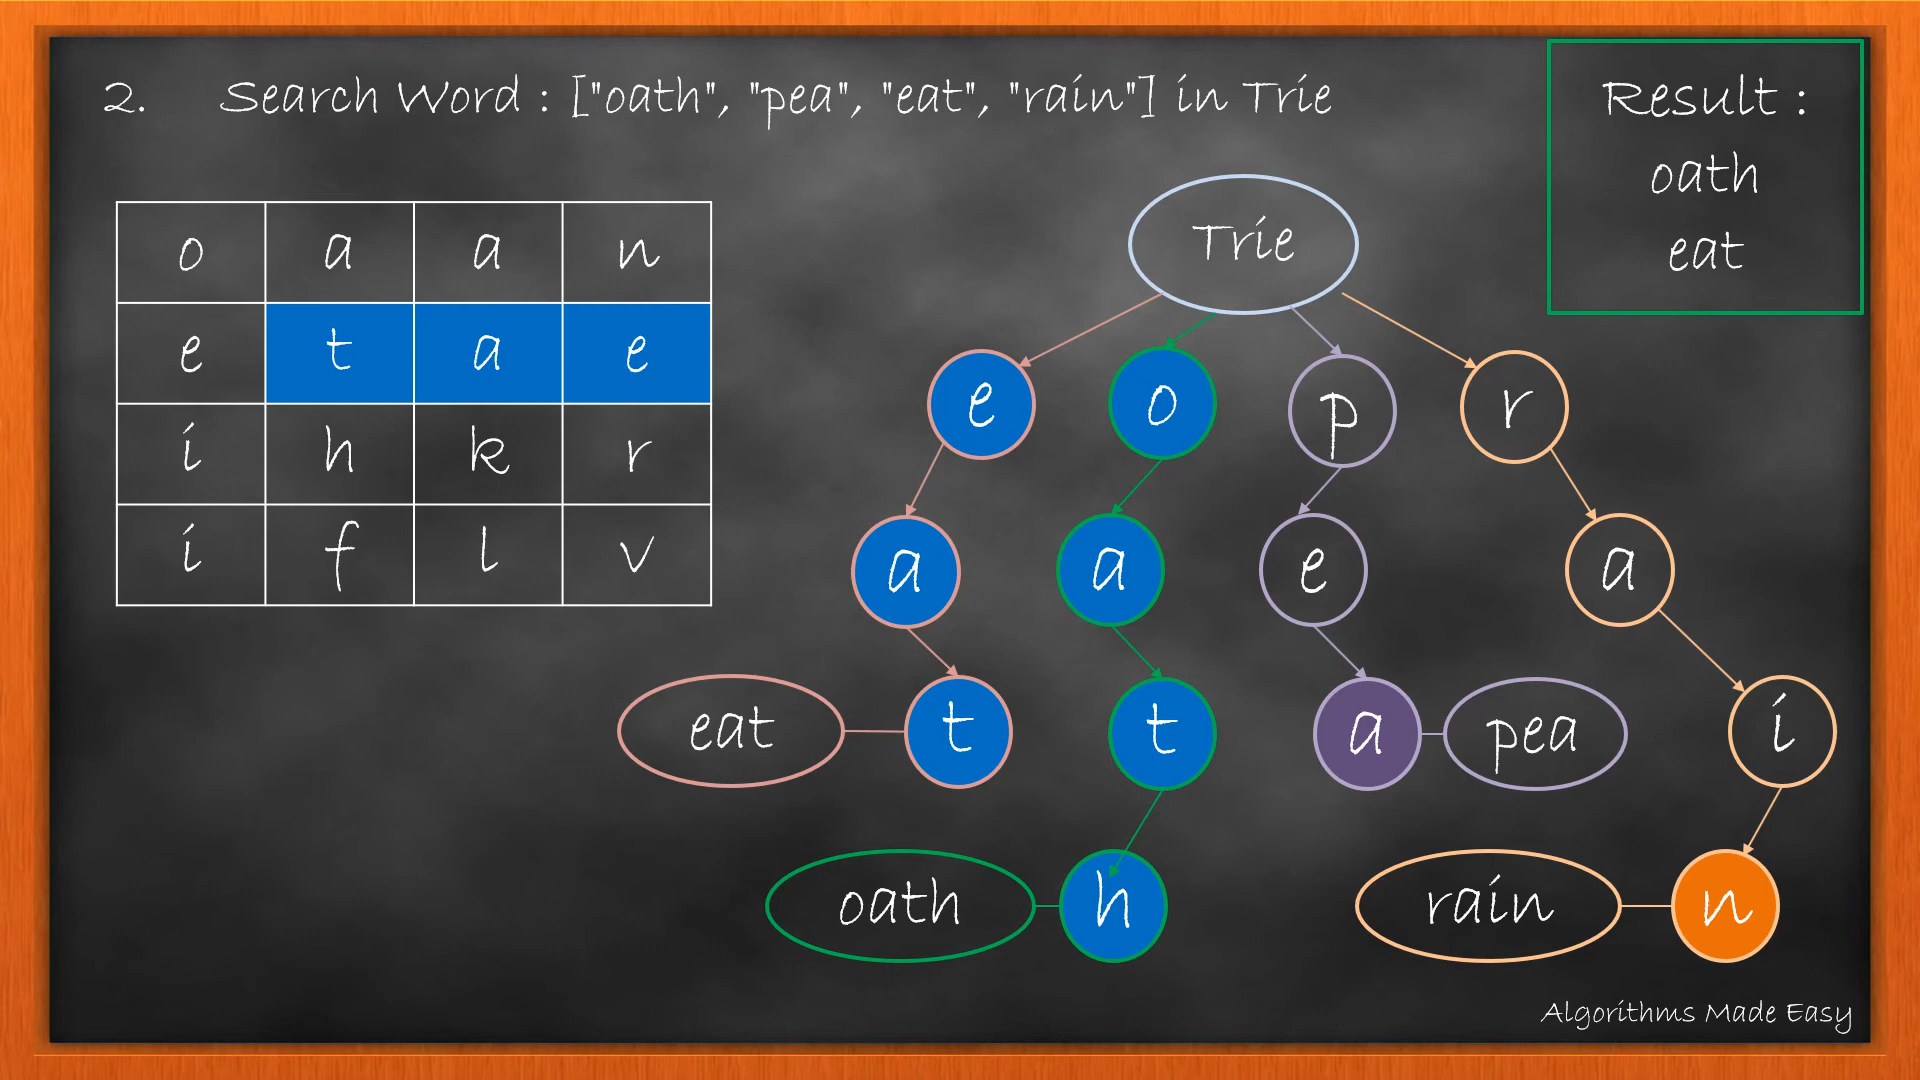 2. Search Word : ["oath", "pea", "eat", "rain"] in Trie
Result :
oath
eat
o a a n
e t a e
i h k r
i f l v
Trie
e o p r
a a e a
eat t t a pea i
oath h rain n
Algorithms Made Easy